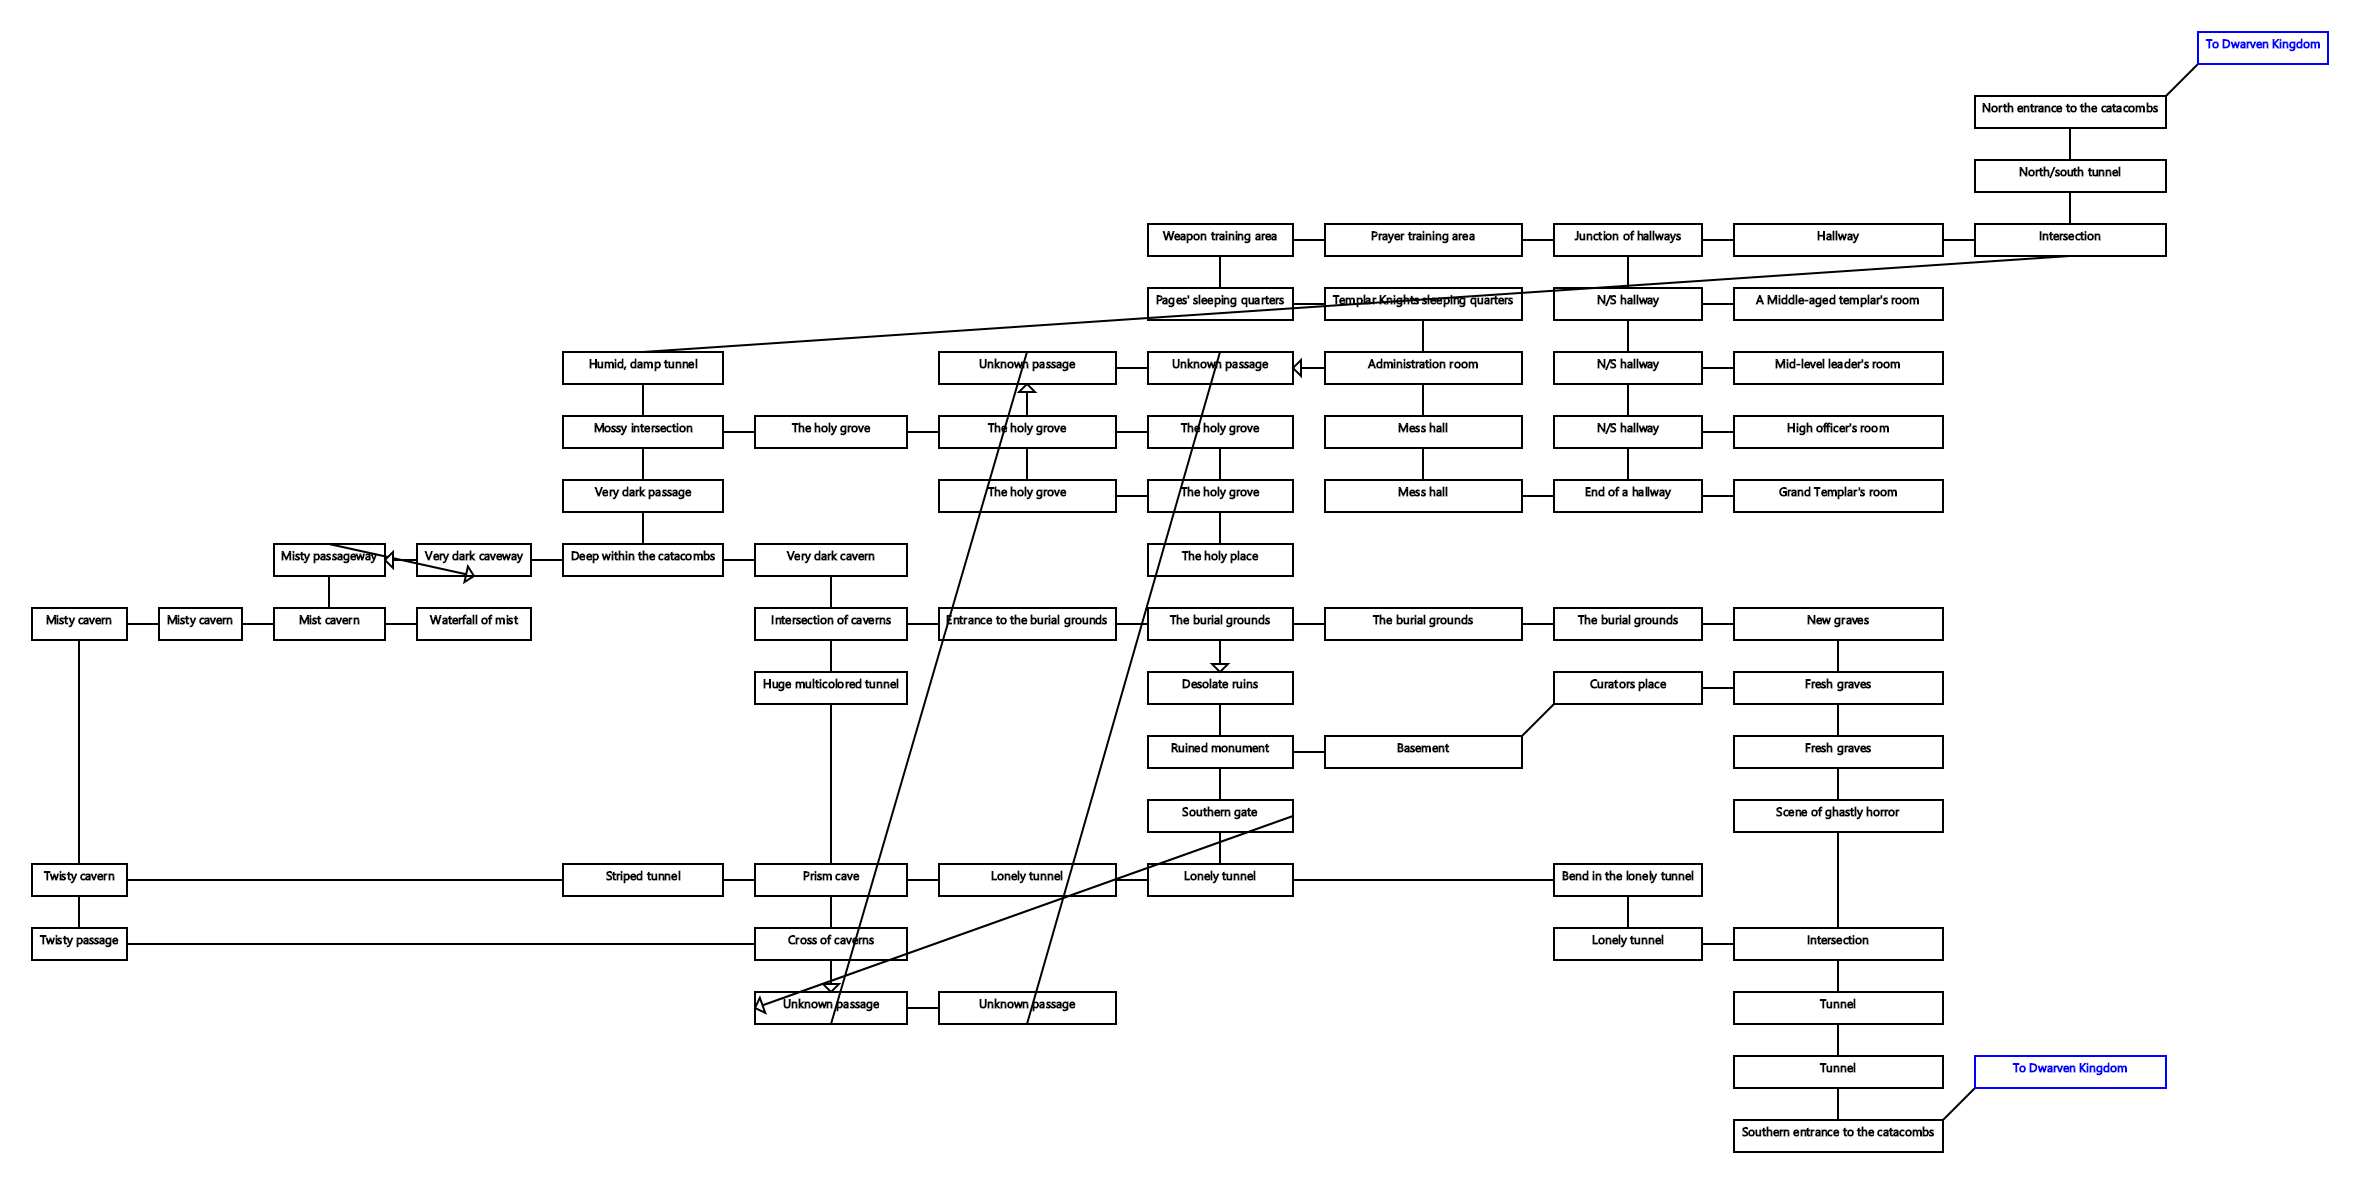 To Dwarven Kingdom
North entrance to the catacombs
North/south tunnel
Weapon training area
Prayer training area
Junction of hallways
Hallway
Intersection
Pages' sleeping quarters
Templar Knights sleeping quarters
N/S hallway
A Middle-aged templar's room
Humid, damp tunnel
Unknown passage
Unknown passage
Administration room
N/S hallway
Mid-level leader's room
Mossy intersection
The holy grove
The holy grove
The holy grove
Mess hall
N/S hallway
High officer's room
Very dark passage
The holy grove
The holy grove
Mess hall
End of a hallway
Grand Templar's room
Misty passageway
Very dark caveway
Deep within the catacombs
Very dark cavern
The holy place
Misty cavern
Misty cavern
Mist cavern
Waterfall of mist
Intersection of caverns
Entrance to the burial grounds
The burial grounds
The burial grounds
The burial grounds
New graves
Huge multicolored tunnel
Desolate ruins
Curators place
Fresh graves
Ruined monument
Basement
Fresh graves
Southern gate
Scene of ghastly horror
Twisty cavern
Striped tunnel
Prism cave
Lonely tunnel
Lonely tunnel
Bend in the lonely tunnel
Twisty passage
Cross of caverns
Lonely tunnel
Intersection
Unknown passage
Unknown passage
Tunnel
Tunnel
To Dwarven Kingdom
Southern entrance to the catacombs